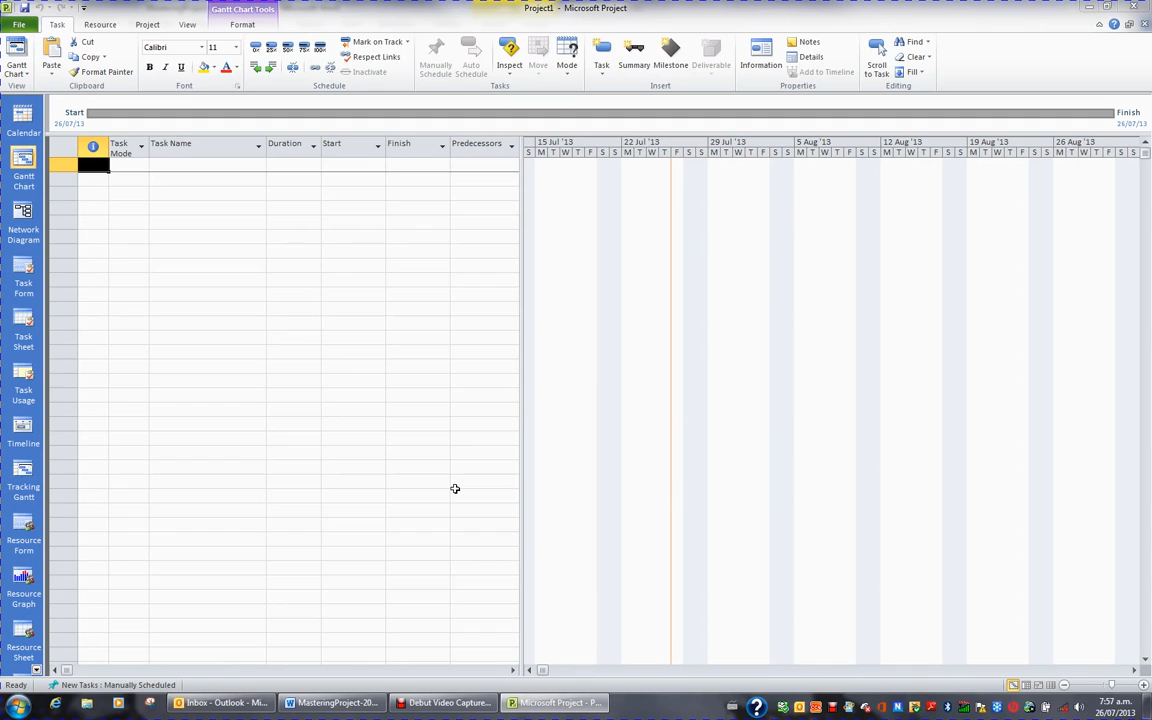 Gantt Chart Tools
Project1 - Microsoft Project
File Task Resource Project View Format
Gantt Chart
View
Paste
Cut
Copy
Format Painter
Clipboard
Calibri 11
B I U A
Font
0% 25% 50% 75% 100%
Mark on Track
Respect Links
Inactivate
Schedule
Manually Schedule
Auto Schedule
Inspect
Move
Mode
Tasks
Task
Summary
Milestone
Deliverable
Insert
Information
Notes
Details
Add to Timeline
Properties
Scroll to Task
Find
Clear
Fill
Editing
Start
26/07/13
Finish
26/07/13
Task Mode
Task Name
Duration
Start
Finish
Predecessors
15 Jul '13 22 Jul '13 29 Jul '13 5 Aug '13 12 Aug '13 19 Aug '13 26 Aug '13
S M T W T F S S M T W T F S S M T W T F S S M T W T F S S M T W T F S S M T W T F S S M T W T F S
Calendar
Gantt Chart
Network Diagram
Task Form
Task Sheet
Task Usage
Timeline
Tracking Gantt
Resource Form
Resource Graph
Resource Sheet
Ready New Tasks : Manually Scheduled
Inbox - Outlook - Mi...
MasteringProject-20...
Debut Video Capture...
Microsoft Project - P...
7:57 a.m.
26/07/2013